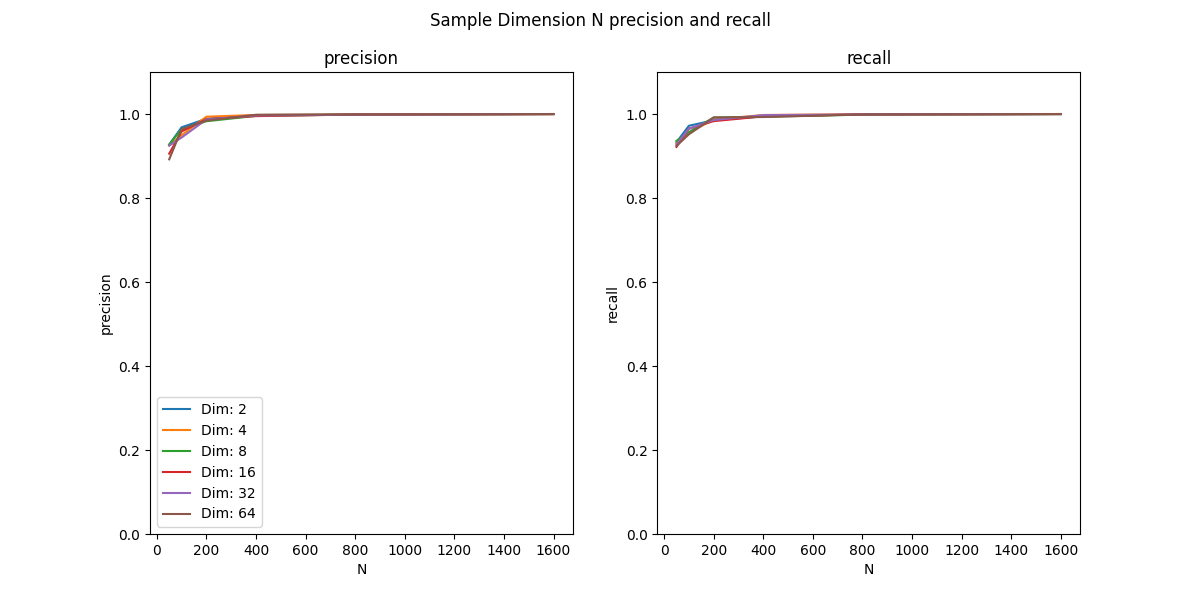 Sample Dimension N precision and recall
precision
recall
precision
1.0
0.8
0.6
0.4
0.2
0.0
Dim: 2
Dim: 4
Dim: 8
Dim: 16
Dim: 32
Dim: 64
0 200 400 600 800 1000 1200 1400 1600
N
recall
1.0
0.8
0.6
0.4
0.2
0.0
0 200 400 600 800 1000 1200 1400 1600
N